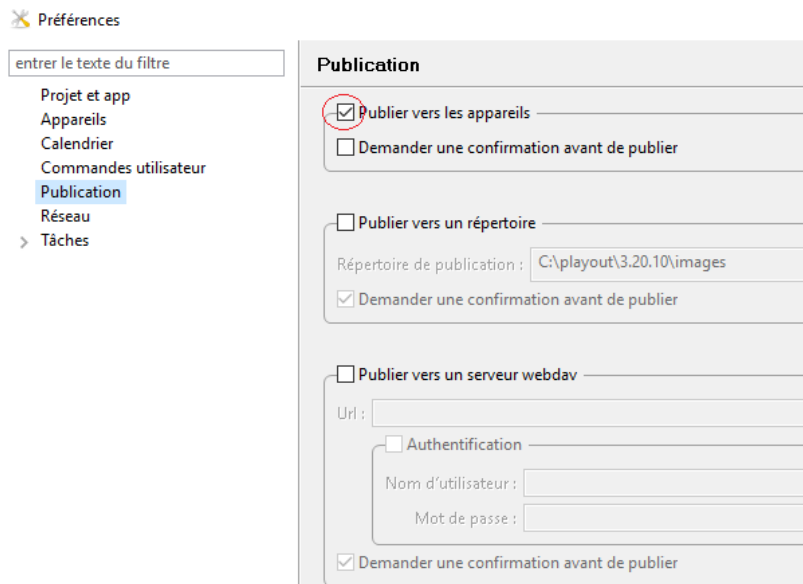 Préférences
entrer le texte du filtre
Projet et app
Appareils
Calendrier
Commandes utilisateur
Publication
Réseau
Tâches
Publication
Publier vers les appareils
Demander une confirmation avant de publier
Publier vers un répertoire
Répertoire de publication : C:\playout\3.20.10\images
Demander une confirmation avant de publier
Publier vers un serveur webdav
Url :
Authentification
Nom d'utilisateur :
Mot de passe :
Demander une confirmation avant de publier